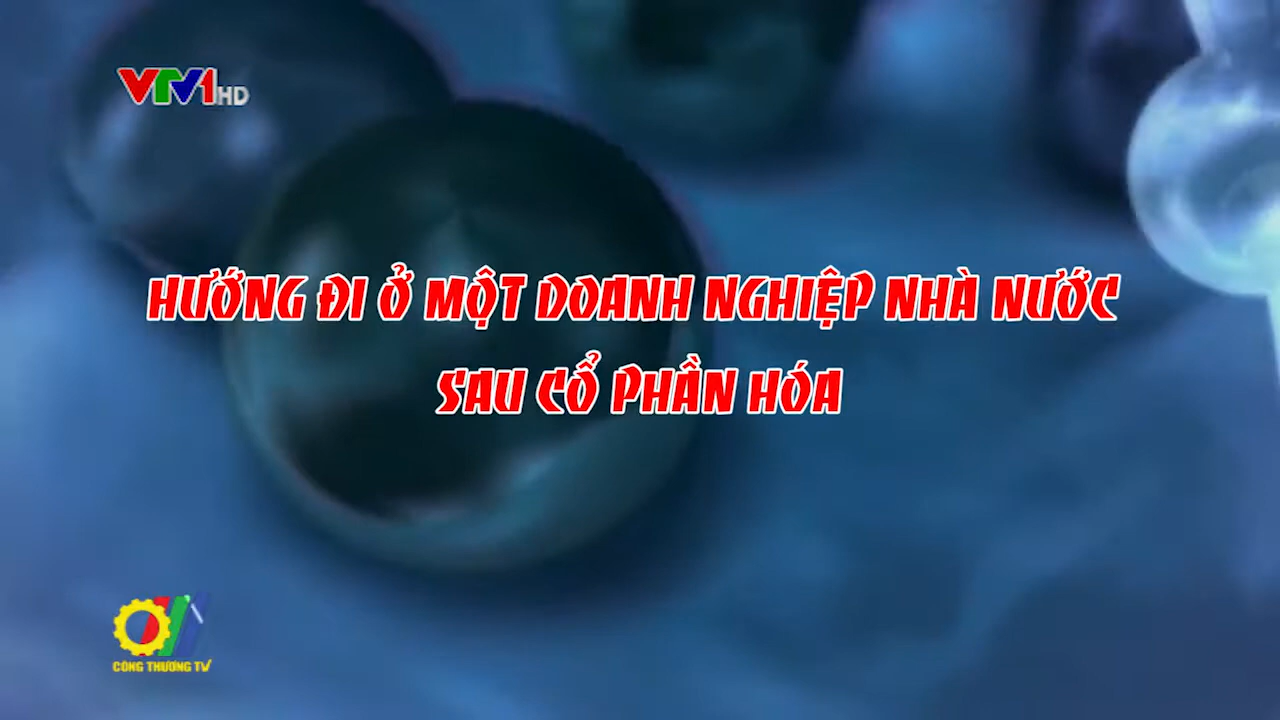 VTV1HD
HƯỚNG ĐI Ở MỘT DOANH NGHIỆP NHÀ NƯỚC
SAU CỔ PHẦN HÓA
CÔNG THƯƠNG TV